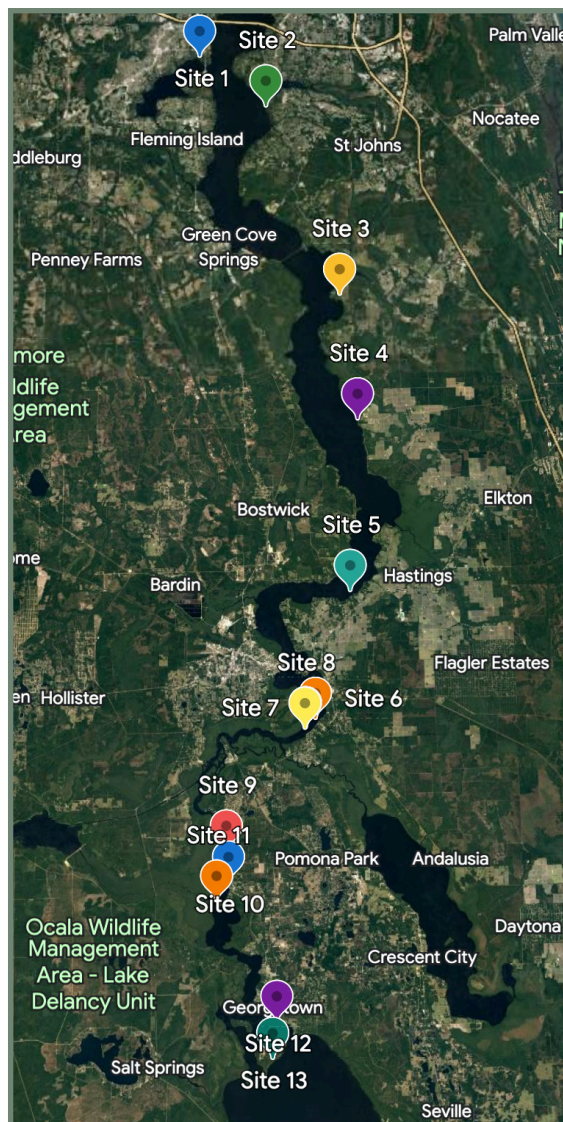 Palm Valle
Site 2
Site 1
Nocatee
Fleming Island
St Johns
ddleburg
Green Cove
Springs
Site 3
Penney Farms
more
Site 4
ldlife
gement
rea
Elkton
Bostwick
Site 5
ome
Bardin
Hastings
Site 8
Flagler Estates
en
Hollister
Site 7
Site 6
Site 9
Site 11
Pomona Park
Andalusia
Site 10
Ocala Wildlife
Management
Area - Lake
Delancy Unit
Daytona
Crescent City
Georgetown
Site 12
Salt Springs
Site 13
Seville